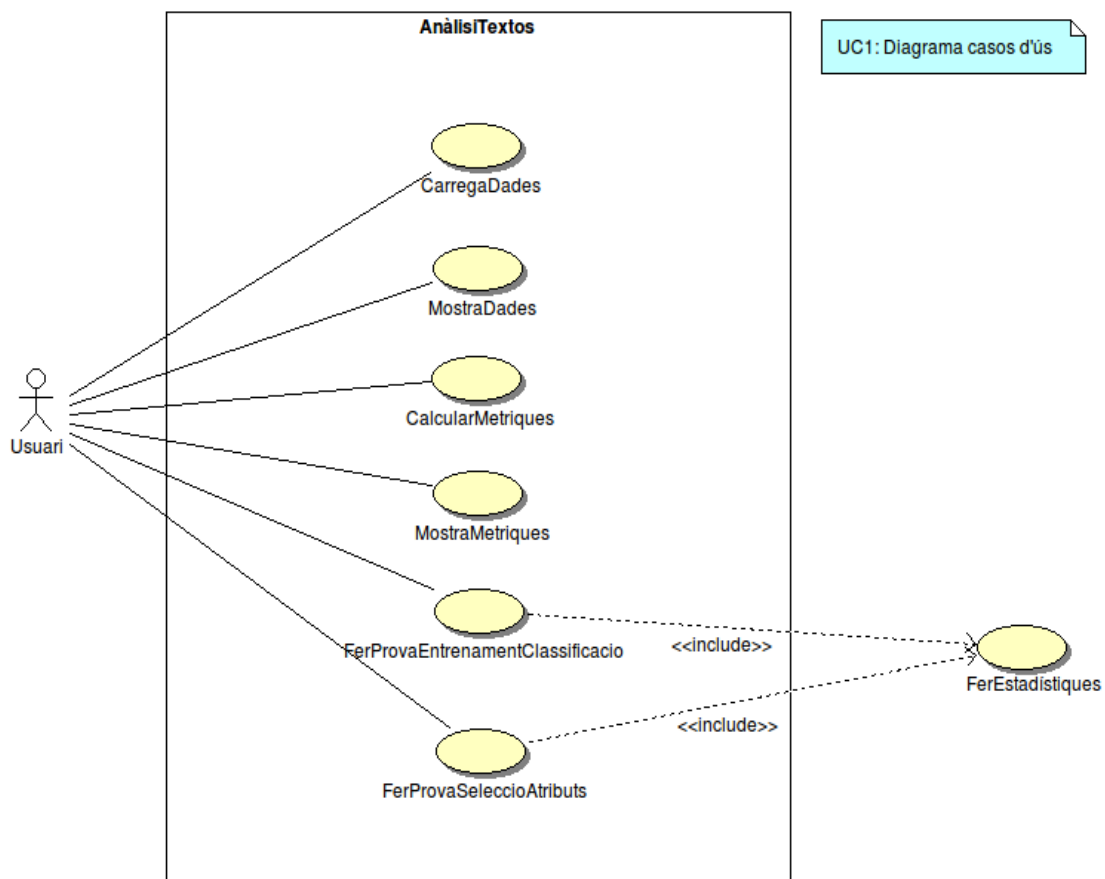 AnàlisiTextos
UC1: Diagrama casos d'ús
CarregaDades
MostraDades
CalcularMetriques
Usuari
MostraMetriques
FerProvaEntrenamentClassificacio
<<include>>
FerEstadístiques
<<include>>
FerProvaSeleccioAtributs